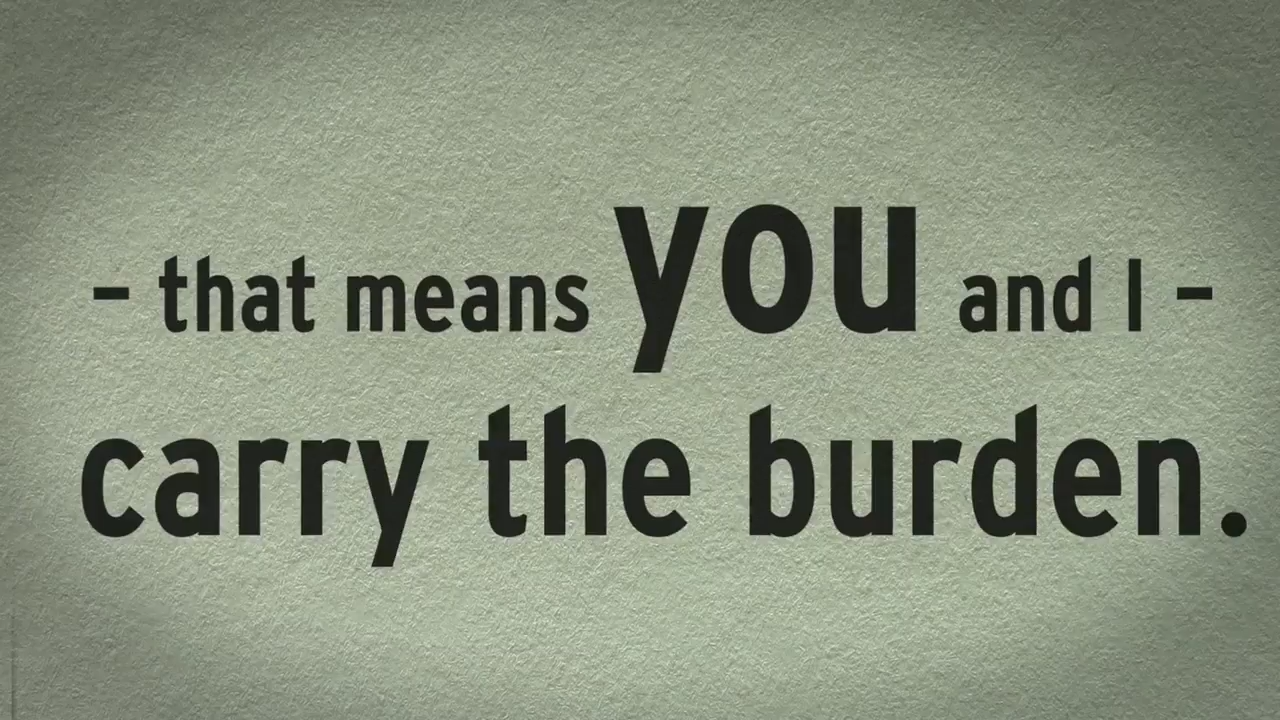 – that means you and I –
carry the burden.